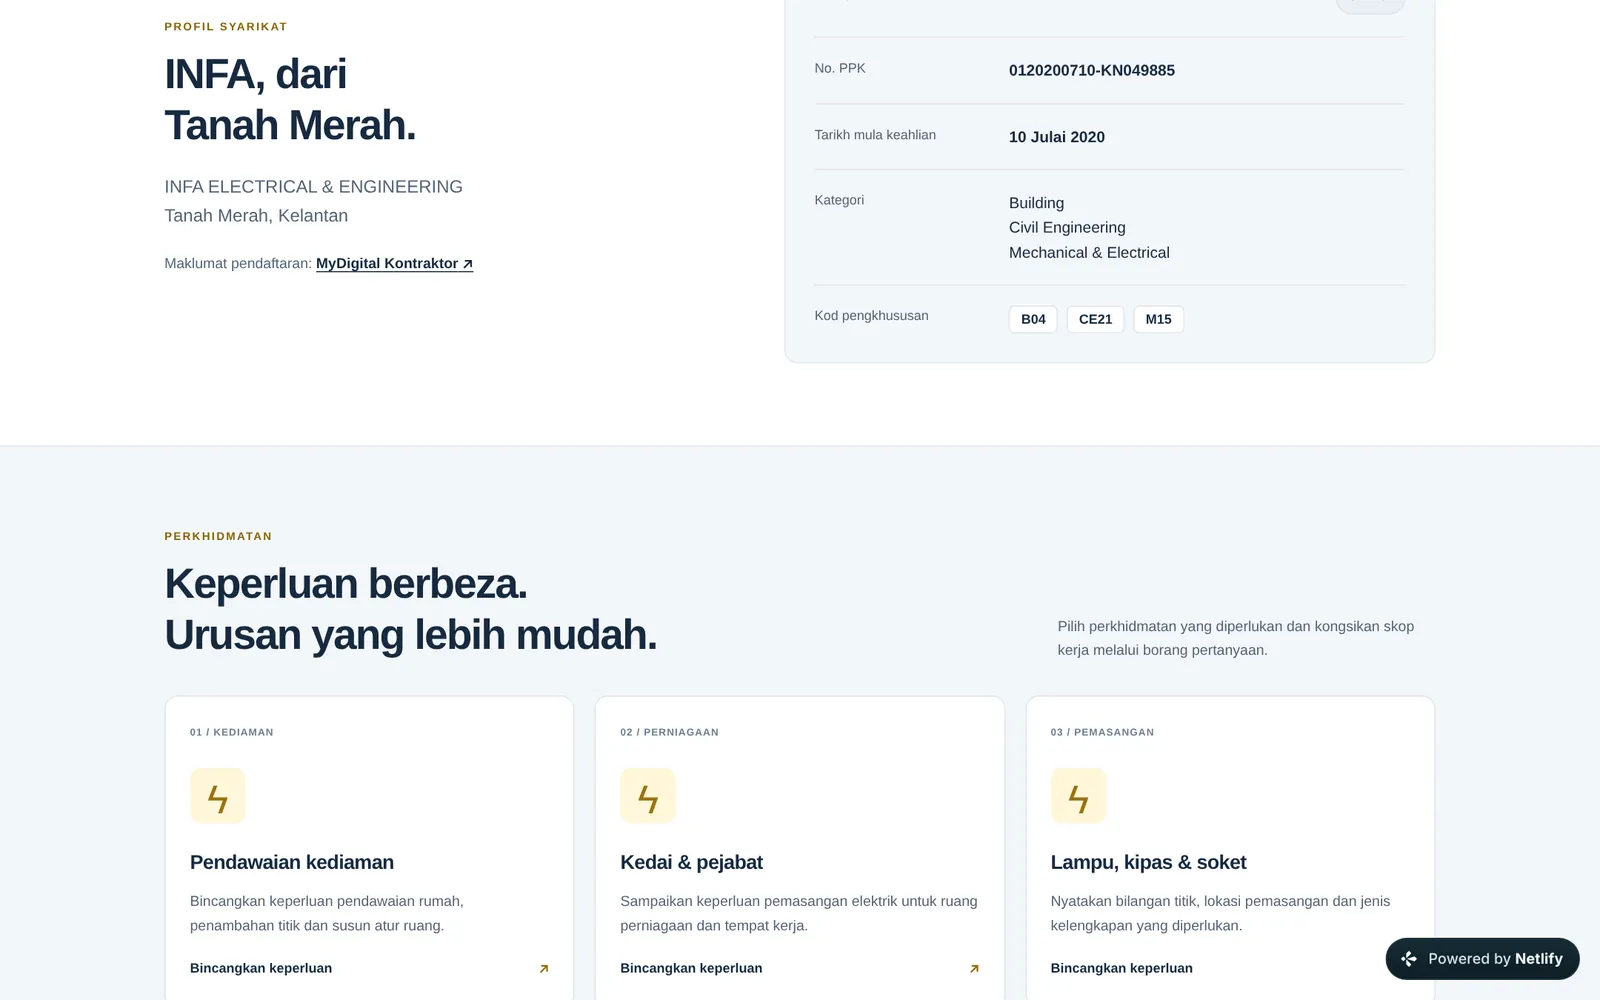 PROFIL SYARIKAT
INFA, dari
Tanah Merah.
INFA ELECTRICAL & ENGINEERING
Tanah Merah, Kelantan
Maklumat pendaftaran: MyDigital Kontraktor ↗
No. PPK
0120200710-KN049885
Tarikh mula keahlian
10 Julai 2020
Kategori
Building
Civil Engineering
Mechanical & Electrical
Kod pengkhususan
B04 CE21 M15
PERKHIDMATAN
Keperluan berbeza.
Urusan yang lebih mudah.
Pilih perkhidmatan yang diperlukan dan kongsikan skop
kerja melalui borang pertanyaan.
01 / KEDIAMAN
Pendawaian kediaman
Bincangkan keperluan pendawaian rumah,
penambahan titik dan susun atur ruang.
Bincangkan keperluan ↗
02 / PERNIAGAAN
Kedai & pejabat
Sampaikan keperluan pemasangan elektrik untuk ruang
perniagaan dan tempat kerja.
Bincangkan keperluan ↗
03 / PEMASANGAN
Lampu, kipas & soket
Nyatakan bilangan titik, lokasi pemasangan dan jenis
kelengkapan yang diperlukan.
Bincangkan keperluan
Powered by Netlify